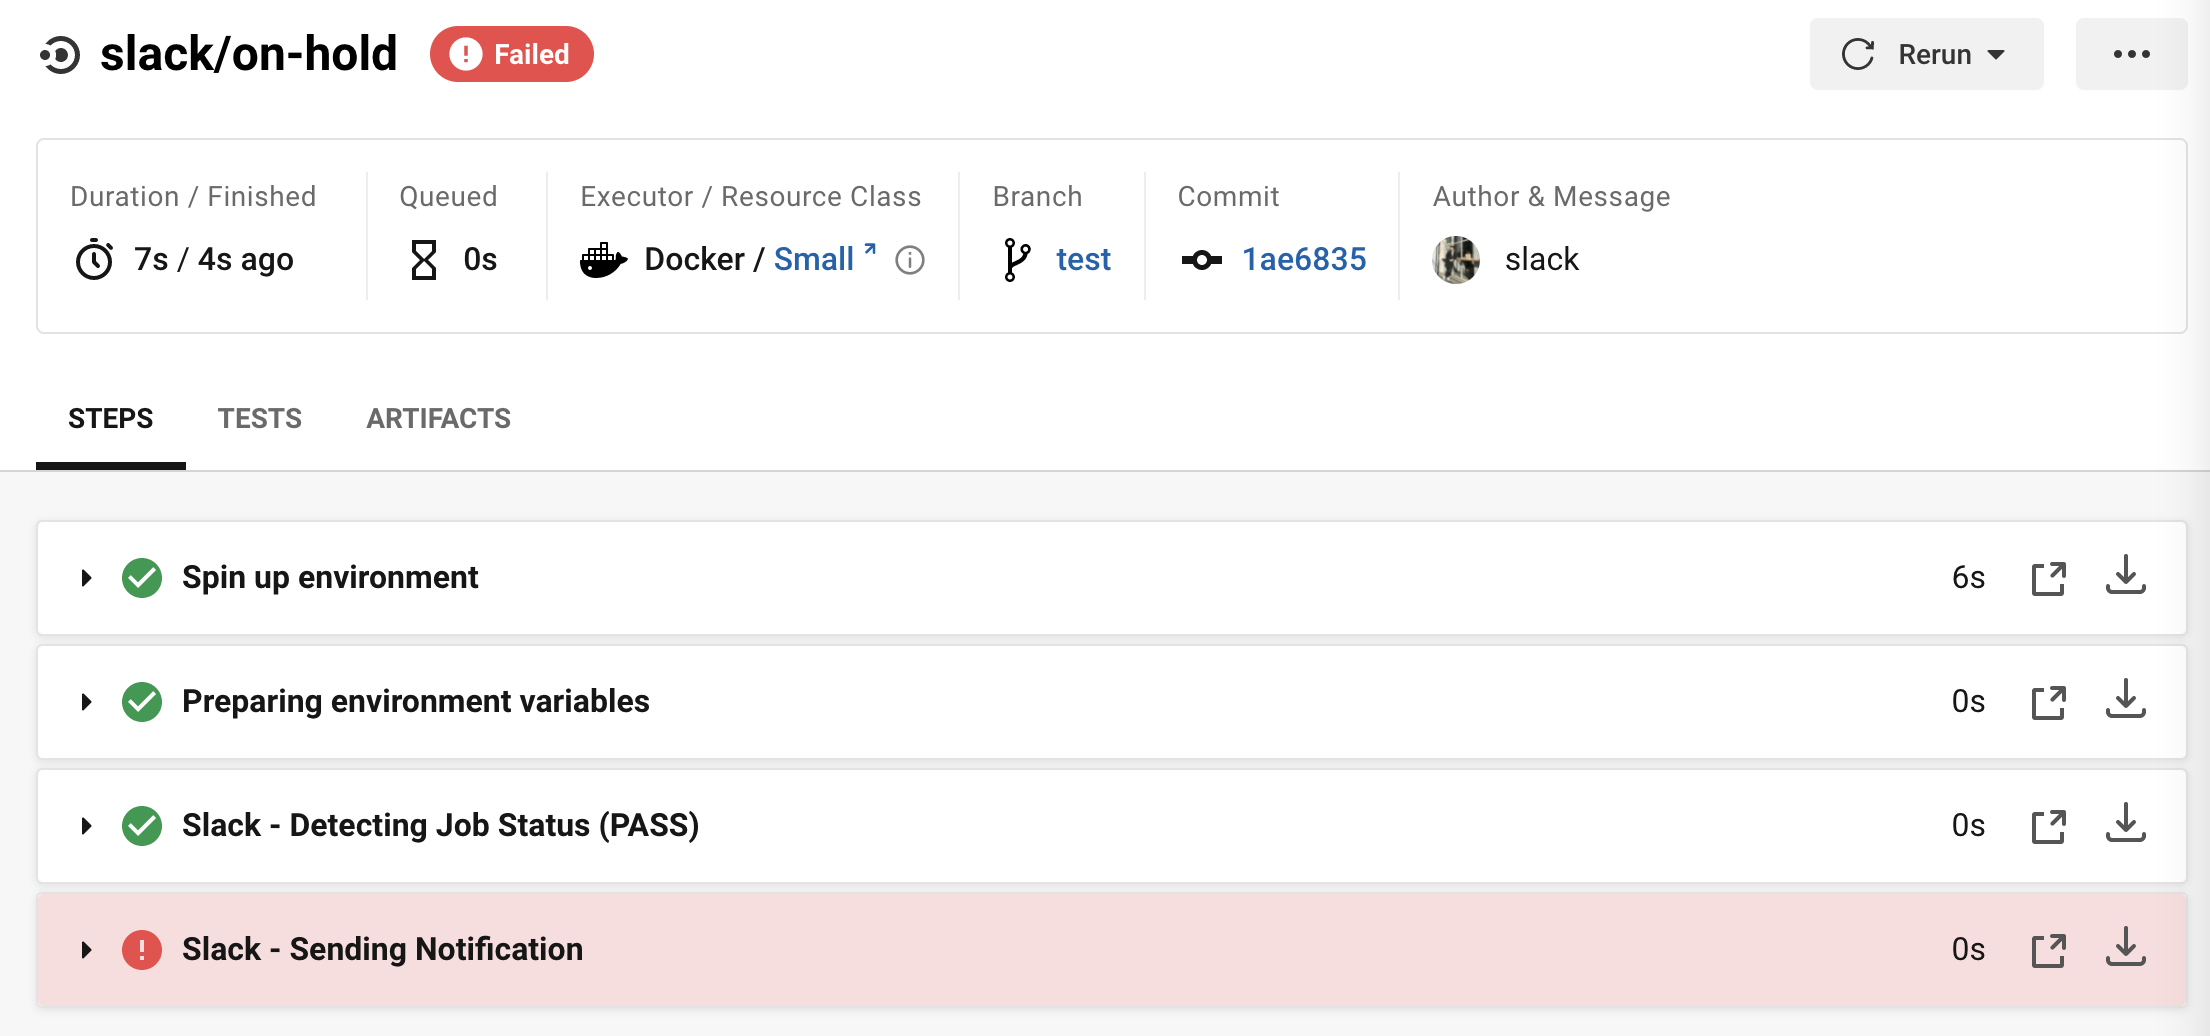 slack/on-hold Failed Rerun
Duration / Finished Queued Executor / Resource Class Branch Commit Author & Message
7s / 4s ago 0s Docker / Small test 1ae6835 slack
STEPS TESTS ARTIFACTS
Spin up environment 6s
Preparing environment variables 0s
Slack - Detecting Job Status (PASS) 0s
Slack - Sending Notification 0s